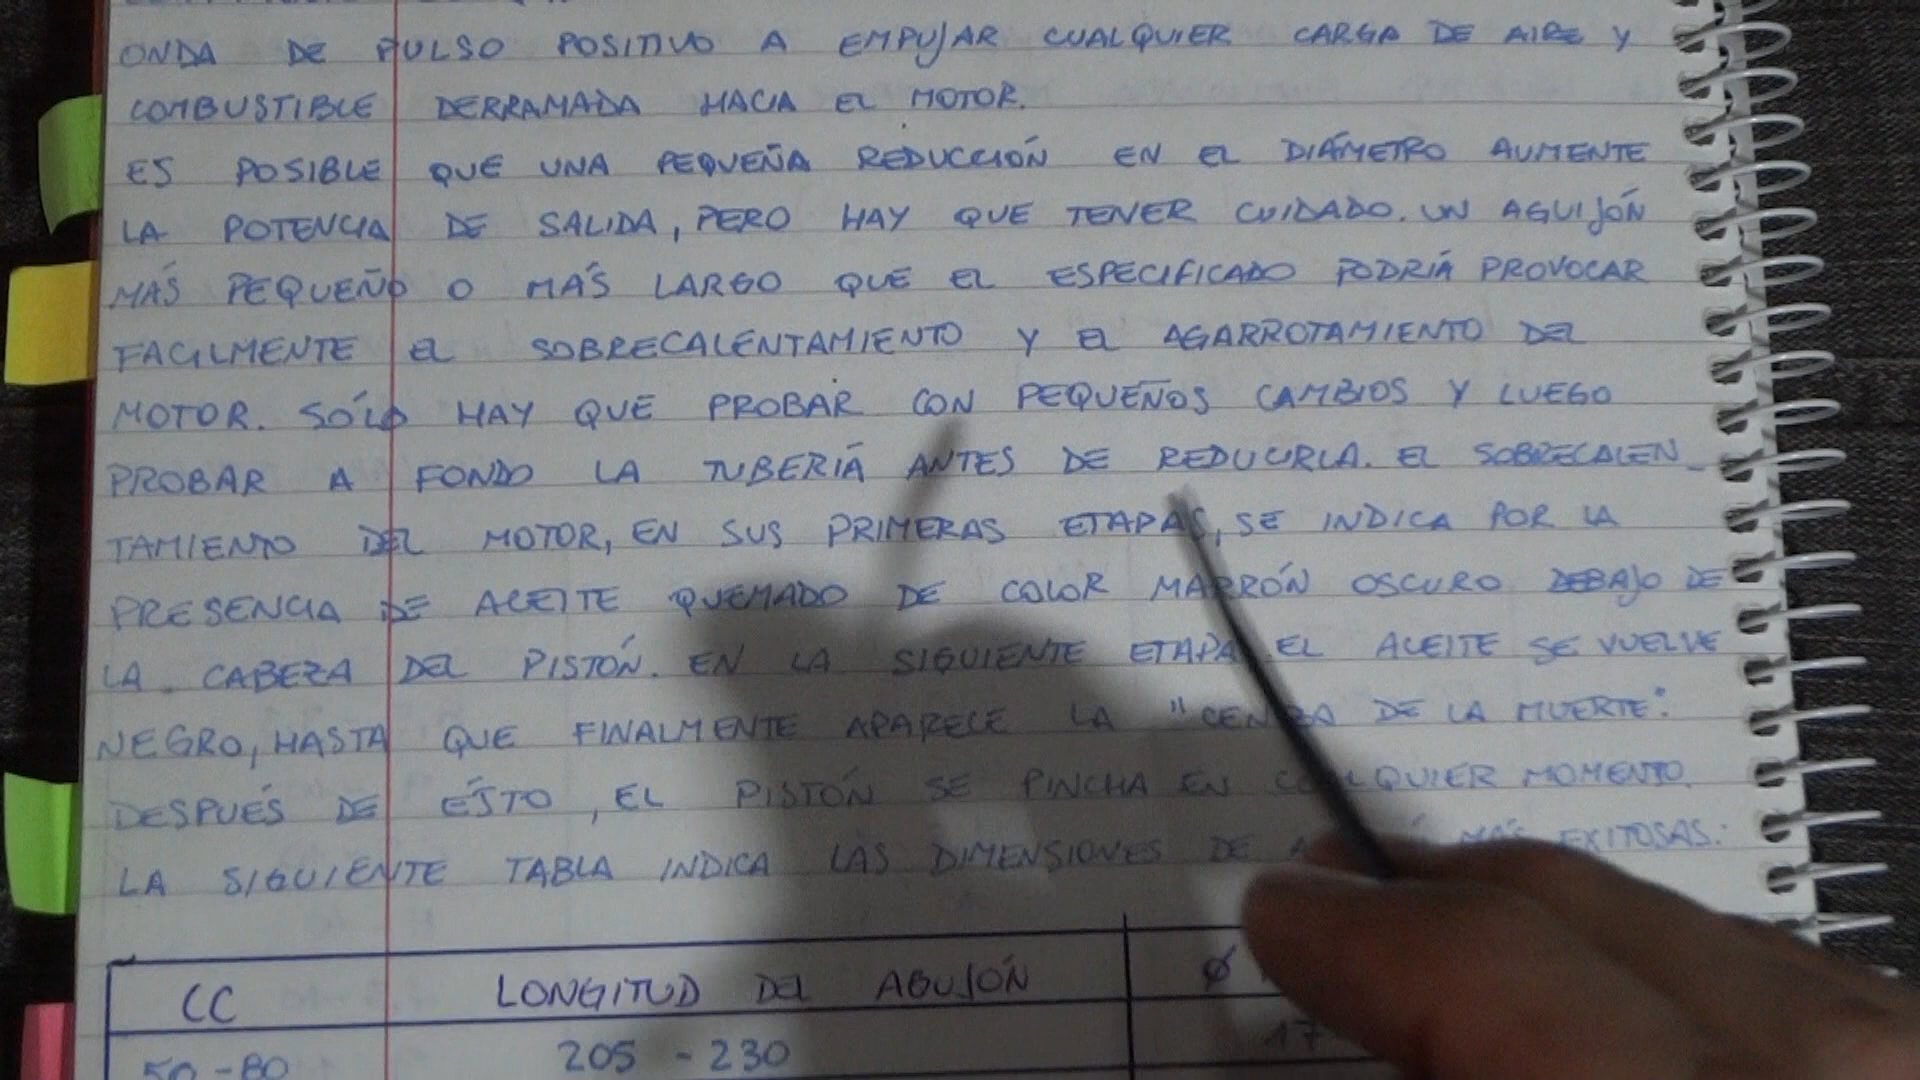 ONDA DE PULSO POSITIVO A EMPUJAR CUALQUIER CARGA DE AIRE Y
COMBUSTIBLE DERRAMADA HACIA EL MOTOR.
ES POSIBLE QUE UNA PEQUEÑA REDUCCIÓN EN EL DIÁMETRO AUMENTE
LA POTENCIA DE SALIDA, PERO HAY QUE TENER CUIDADO. UN AGUIJÓN
MÁS PEQUEÑO O MÁS LARGO QUE EL ESPECIFICADO PODRÍA PROVOCAR
FACILMENTE EL SOBRECALENTAMIENTO Y EL AGARROTAMIENTO DEL
MOTOR. SÓLO HAY QUE PROBAR CON PEQUEÑOS CAMBIOS Y LUEGO
PROBAR A FONDO LA TUBERÍA ANTES DE REDUCIRLA. EL SOBRECALEN_
TAMIENTO DEL MOTOR, EN SUS PRIMERAS ETAPAS, SE INDICA POR LA
PRESENCIA DE ACEITE QUEMADO DE COLOR MARRÓN OSCURO DEBAJO DE
LA CABEZA DEL PISTÓN. EN LA SIGUIENTE ETAPA EL ACEITE SE VUELVE
NEGRO, HASTA QUE FINALMENTE APARECE LA "CENIZA DE LA MUERTE".
DESPUÉS DE ÉSTO, EL PISTÓN SE PINCHA EN CUALQUIER MOMENTO.
LA SIGUIENTE TABLA INDICA LAS DIMENSIONES DE MÁS EXITOSAS:
CC LONGITUD DEL AGUJÓN Ø
50-80 205 - 230 17